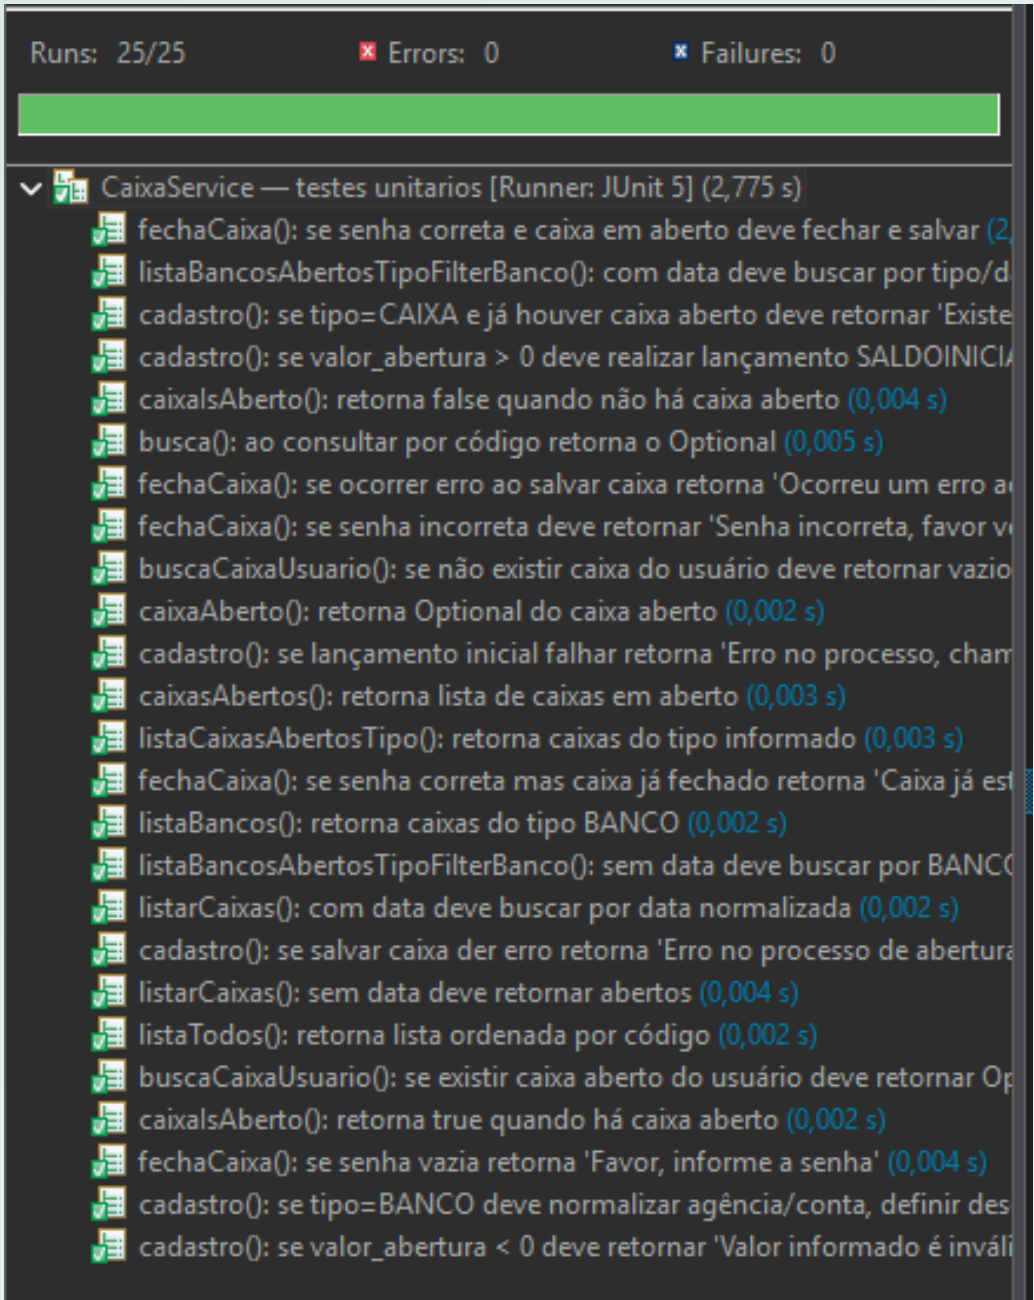 Runs: 25/25 Errors: 0 Failures: 0
CaixaService — testes unitarios [Runner: JUnit 5] (2,775 s)
fechaCaixa(): se senha correta e caixa em aberto deve fechar e salvar (2,
listaBancosAbertosTipoFilterBanco(): com data deve buscar por tipo/d
cadastro(): se tipo=CAIXA e já houver caixa aberto deve retornar 'Existe
cadastro(): se valor_abertura > 0 deve realizar lançamento SALDOINICIA
caixaIsAberto(): retorna false quando não há caixa aberto (0,004 s)
busca(): ao consultar por código retorna o Optional (0,005 s)
fechaCaixa(): se ocorrer erro ao salvar caixa retorna 'Ocorreu um erro a
fechaCaixa(): se senha incorreta deve retornar 'Senha incorreta, favor v
buscaCaixaUsuario(): se não existir caixa do usuário deve retornar vazio
caixaAberto(): retorna Optional do caixa aberto (0,002 s)
cadastro(): se lançamento inicial falhar retorna 'Erro no processo, cham
caixasAbertos(): retorna lista de caixas em aberto (0,003 s)
listaCaixasAbertosTipo(): retorna caixas do tipo informado (0,003 s)
fechaCaixa(): se senha correta mas caixa já fechado retorna 'Caixa já est
listaBancos(): retorna caixas do tipo BANCO (0,002 s)
listaBancosAbertosTipoFilterBanco(): sem data deve buscar por BANCO
listarCaixas(): com data deve buscar por data normalizada (0,002 s)
cadastro(): se salvar caixa der erro retorna 'Erro no processo de abertura
listarCaixas(): sem data deve retornar abertos (0,004 s)
listaTodos(): retorna lista ordenada por código (0,002 s)
buscaCaixaUsuario(): se existir caixa aberto do usuário deve retornar Op
caixaIsAberto(): retorna true quando há caixa aberto (0,002 s)
fechaCaixa(): se senha vazia retorna 'Favor, informe a senha' (0,004 s)
cadastro(): se tipo=BANCO deve normalizar agência/conta, definir des
cadastro(): se valor_abertura < 0 deve retornar 'Valor informado é inváli